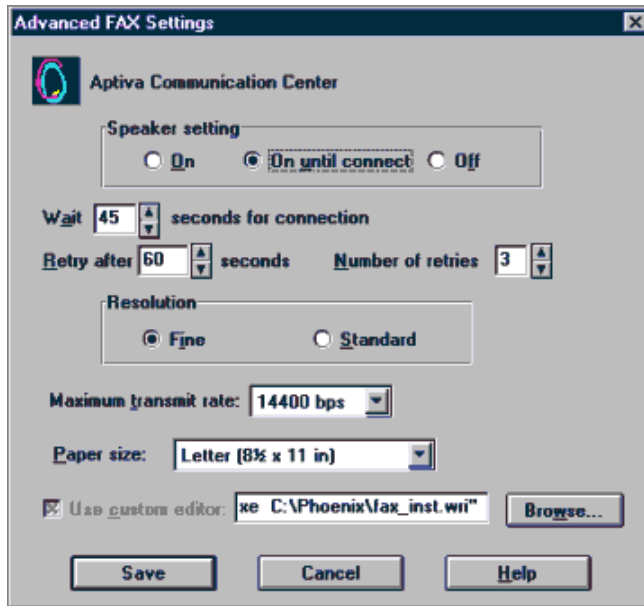 Advanced FAX Settings
Aptiva Communication Center
Speaker setting
On On until connect Off
Wait 45 seconds for connection
Retry after 60 seconds Number of retries 3
Resolution
Fine Standard
Maximum transmit rate: 14400 bps
Paper size: Letter (8½ x 11 in)
Use custom editor: xe C:\Phoenix\fax_inst.wri" Browse...
Save Cancel Help